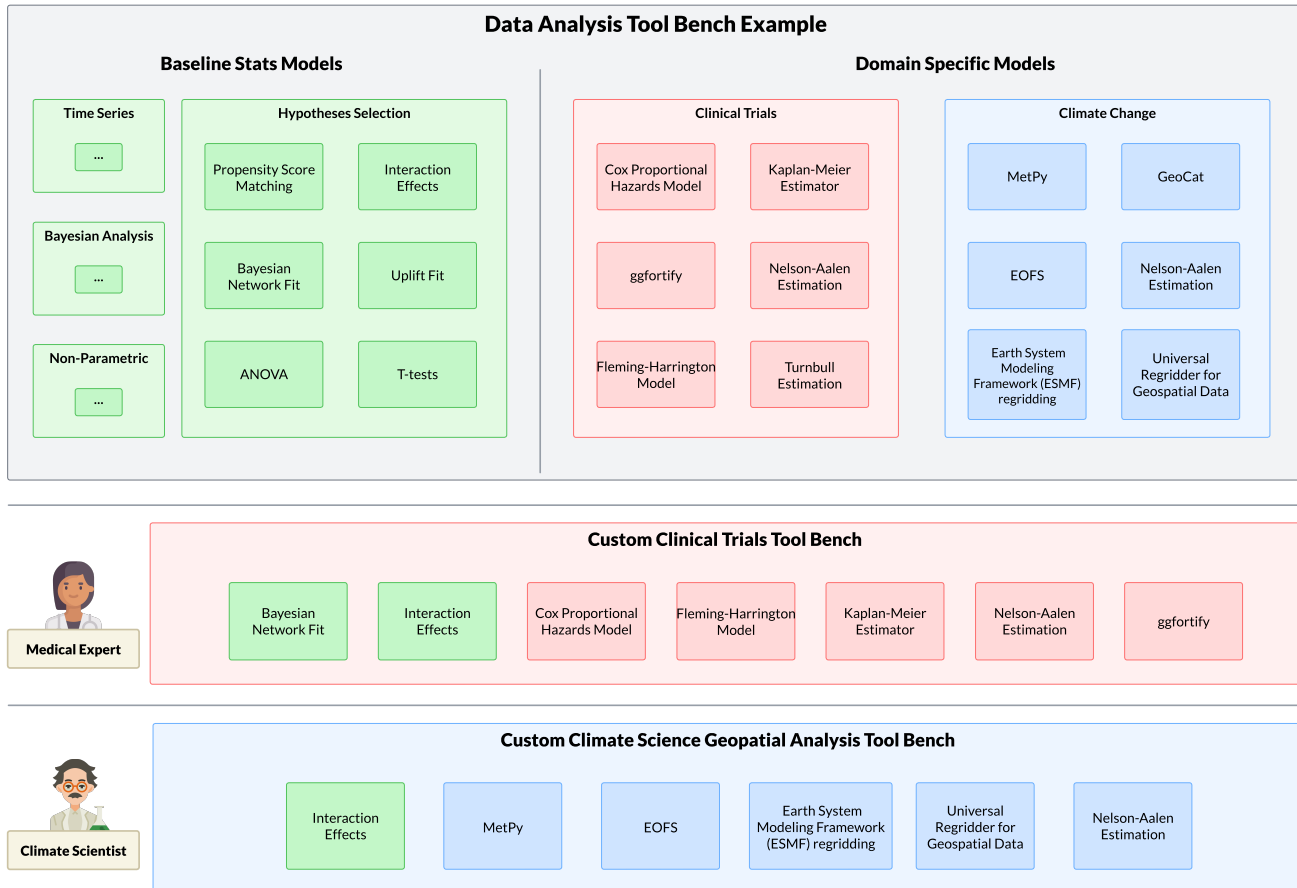 Data Analysis Tool Bench Example
Baseline Stats Models
Domain Specific Models
Time Series
...
Bayesian Analysis
...
Non-Parametric
...
Hypotheses Selection
Propensity Score
Matching
Interaction
Effects
Bayesian
Network Fit
Uplift Fit
ANOVA
T-tests
Clinical Trials
Cox Proportional
Hazards Model
Kaplan-Meier
Estimator
ggfortify
Nelson-Aalen
Estimation
Fleming-Harrington
Model
Turnbull
Estimation
Climate Change
MetPy
GeoCat
EOFS
Nelson-Aalen
Estimation
Earth System
Modeling
Framework (ESMF)
regridding
Universal
Regridder for
Geospatial Data
Medical Expert
Custom Clinical Trials Tool Bench
Bayesian
Network Fit
Interaction
Effects
Cox Proportional
Hazards Model
Fleming-Harrington
Model
Kaplan-Meier
Estimator
Nelson-Aalen
Estimation
ggfortify
Climate Scientist
Custom Climate Science Geopatial Analysis Tool Bench
Interaction
Effects
MetPy
EOFS
Earth System
Modeling Framework
(ESMF) regridding
Universal
Regridder for
Geospatial Data
Nelson-Aalen
Estimation